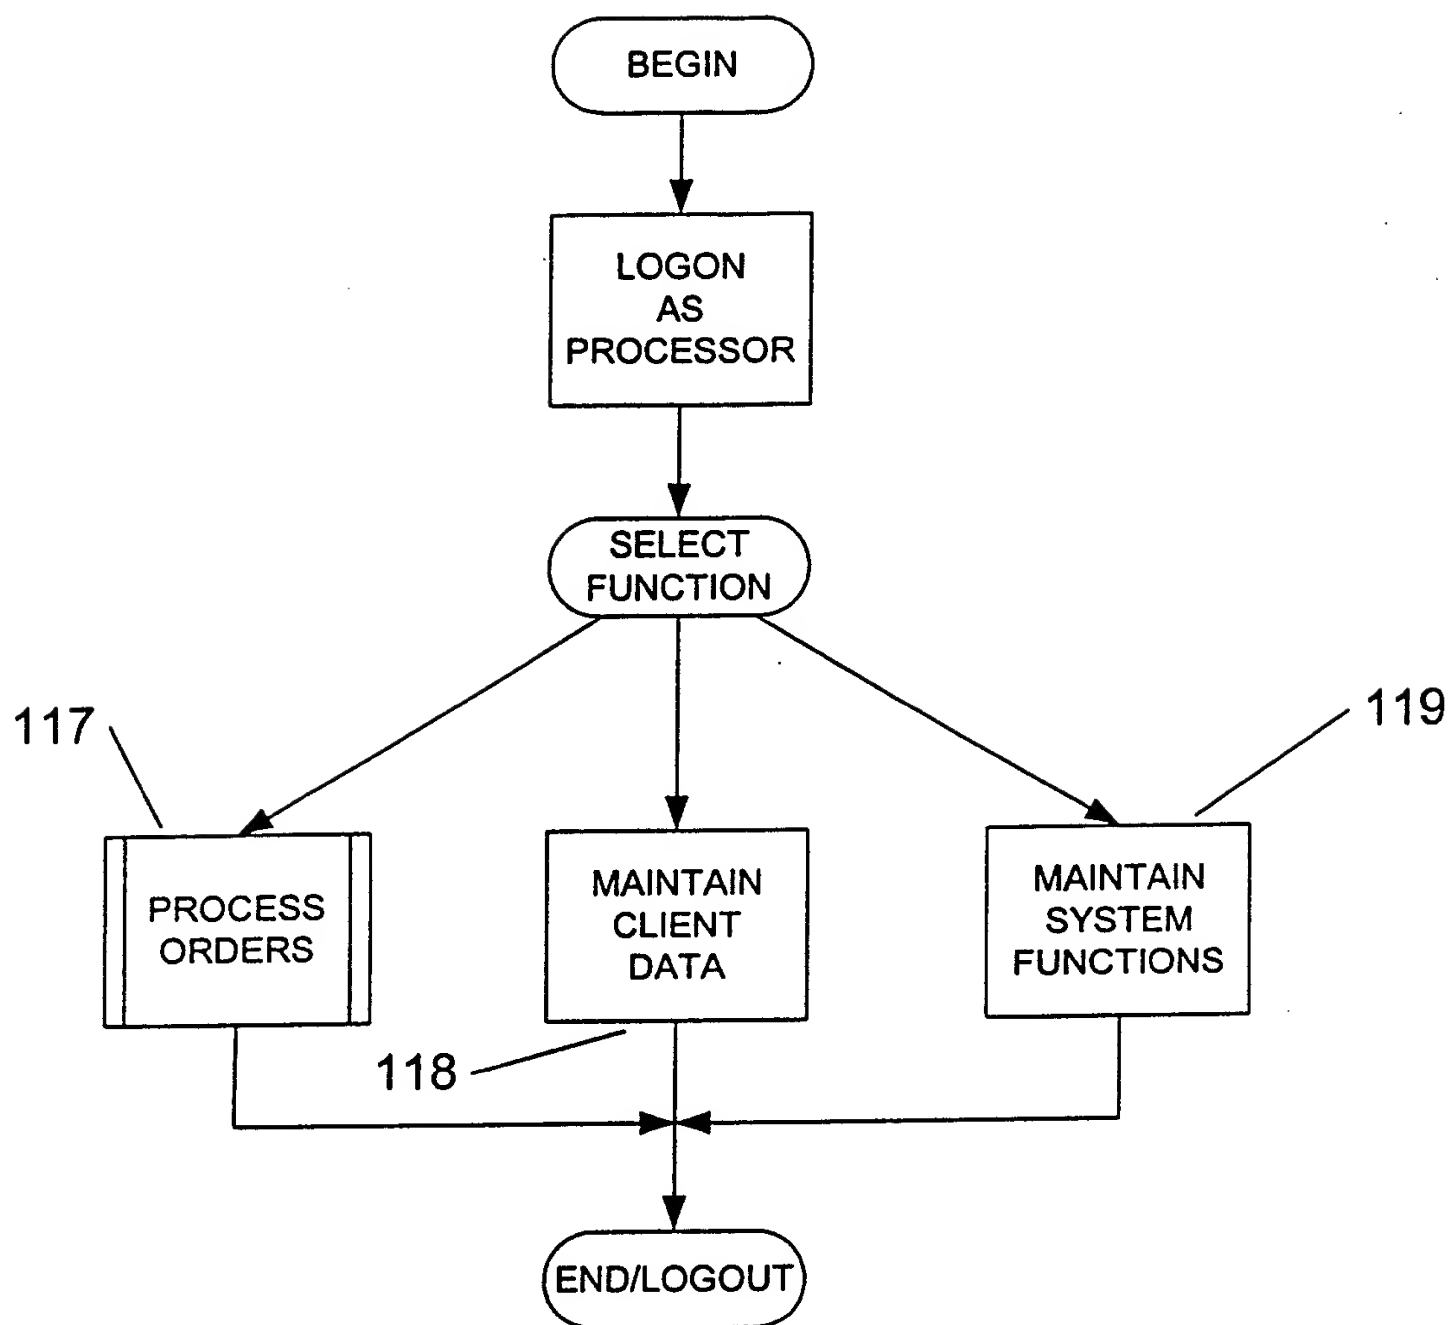 BEGIN
LOGON
AS
PROCESSOR
SELECT
FUNCTION
117
119
PROCESS
ORDERS
MAINTAIN
CLIENT
DATA
MAINTAIN
SYSTEM
FUNCTIONS
118
END/LOGOUT